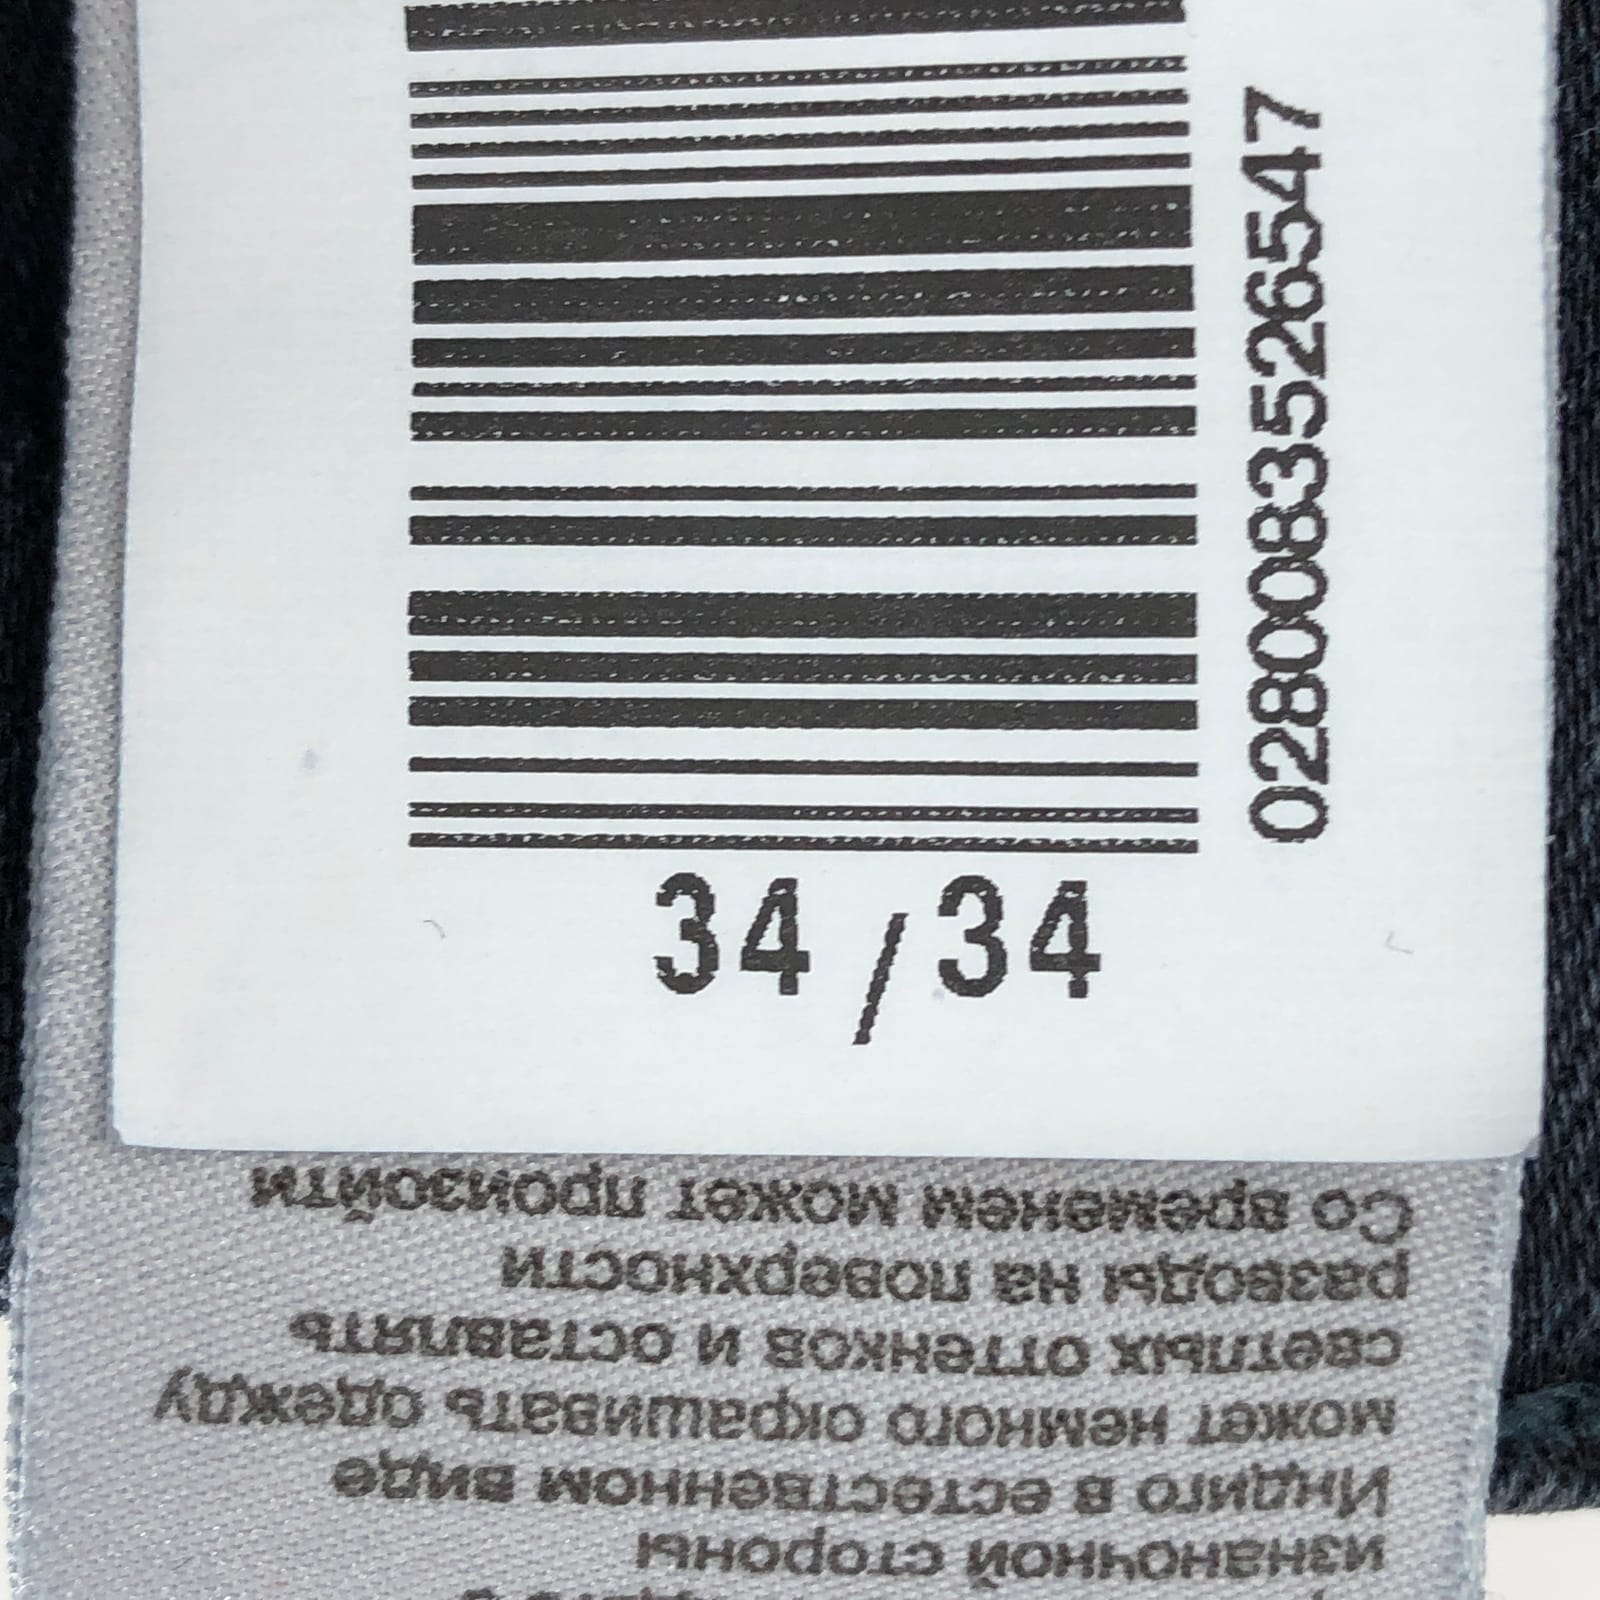 0280083526547
34/34
изнаночной стороны
Индиго в естественном виде
может немного окрашивать одежду
светлых оттенков и оставлять
разводы на поверхности
Со временем может произойти